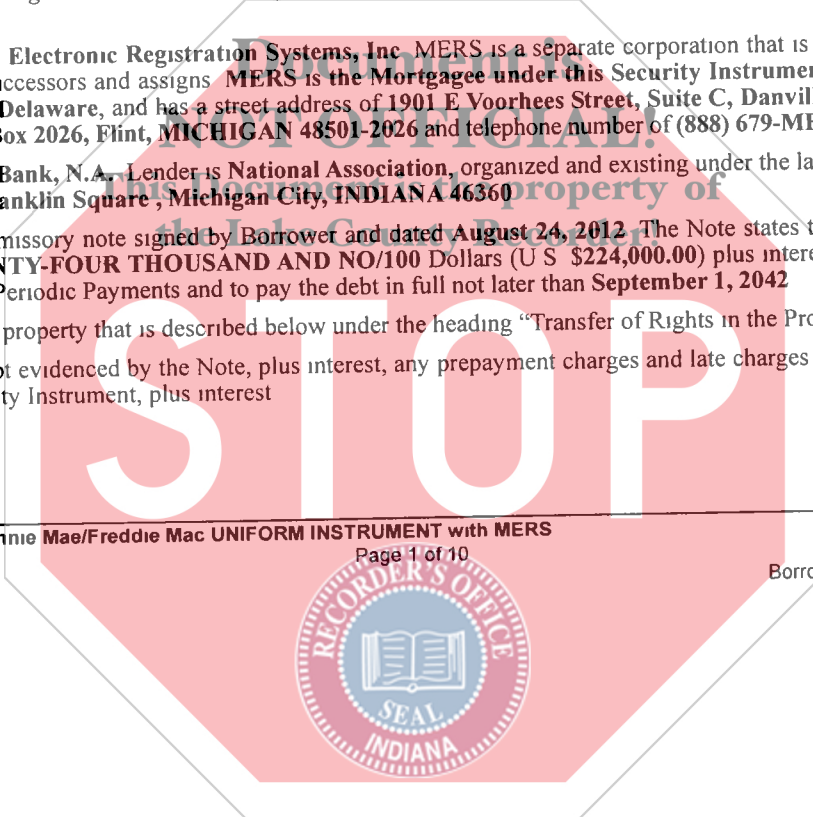 Electronic Registration Systems, Inc MERS is a separate corporation that is
ccessors and assigns MERS is the Mortgagee under this Security Instrumen
Delaware, and has a street address of 1901 E Voorhees Street, Suite C, Danvill
ox 2026, Flint, MICHIGAN 48501-2026 and telephone number of (888) 679-ME
Bank, N.A. Lender is National Association, organized and existing under the la
anklin Square , Michigan City, INDIANA 46360
missory note signed by Borrower and dated August 24, 2012 The Note states t
NTY-FOUR THOUSAND AND NO/100 Dollars (U S $224,000.00) plus intere
Periodic Payments and to pay the debt in full not later than September 1, 2042
property that is described below under the heading “Transfer of Rights in the Pro
t evidenced by the Note, plus interest, any prepayment charges and late charges
ty Instrument, plus interest
Document is
NOT OFFICIAL!
This Document is the property of
the Lake County Recorder!
STOP
nnie Mae/Freddie Mac UNIFORM INSTRUMENT with MERS
Page 1 of 10
Borro
RECORDER'S OFFICE
SEAL
INDIANA